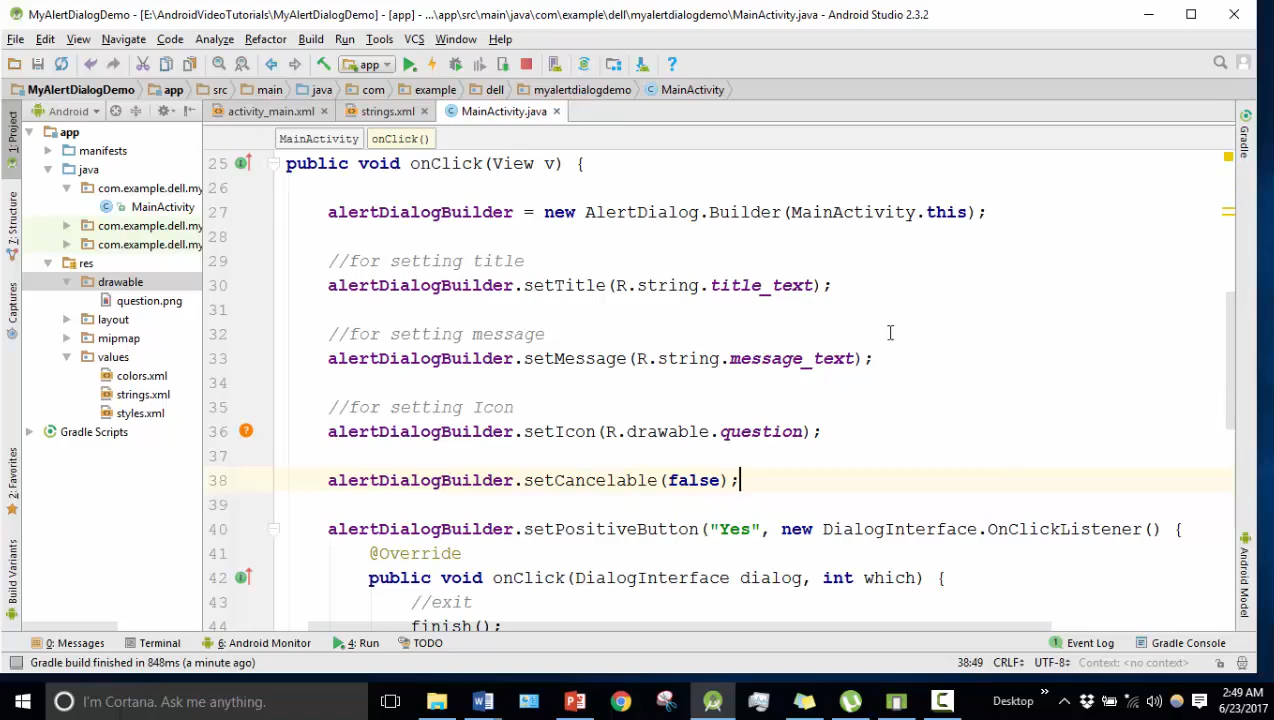 MyAlertDialogDemo - [E:\AndroidVideoTutorials\MyAlertDialogDemo] - [app] - ...\app\src\main\java\com\example\dell\myalertdialogdemo\MainActivity.java - Android Studio 2.3.2
File Edit View Navigate Code Analyze Refactor Build Run Tools VCS Window Help
app
MyAlertDialogDemo app src main java com example dell myalertdialogdemo MainActivity
Android activity_main.xml strings.xml MainActivity.java
MainActivity onClick()
1: Project
7: Structure
Captures
2: Favorites
Build Variants
Gradle
Android Model
app
manifests
java
com.example.dell.my
MainActivity
com.example.dell.my
com.example.dell.my
res
drawable
question.png
layout
mipmap
values
colors.xml
strings.xml
styles.xml
Gradle Scripts
25 public void onClick(View v) {
26
27 alertDialogBuilder = new AlertDialog.Builder(MainActivity.this);
28
29 //for setting title
30 alertDialogBuilder.setTitle(R.string.title_text);
31
32 //for setting message
33 alertDialogBuilder.setMessage(R.string.message_text);
34
35 //for setting Icon
36 alertDialogBuilder.setIcon(R.drawable.question);
37
38 alertDialogBuilder.setCancelable(false);
39
40 alertDialogBuilder.setPositiveButton("Yes", new DialogInterface.OnClickListener() {
41 @Override
42 public void onClick(DialogInterface dialog, int which) {
43 //exit
44 finish();
0: Messages Terminal 6: Android Monitor 4: Run TODO Event Log Gradle Console
Gradle build finished in 848ms (a minute ago) 38:49 CRLF÷ UTF-8÷ Context: <no context>
I'm Cortana. Ask me anything. Desktop 2:49 AM
6/23/2017